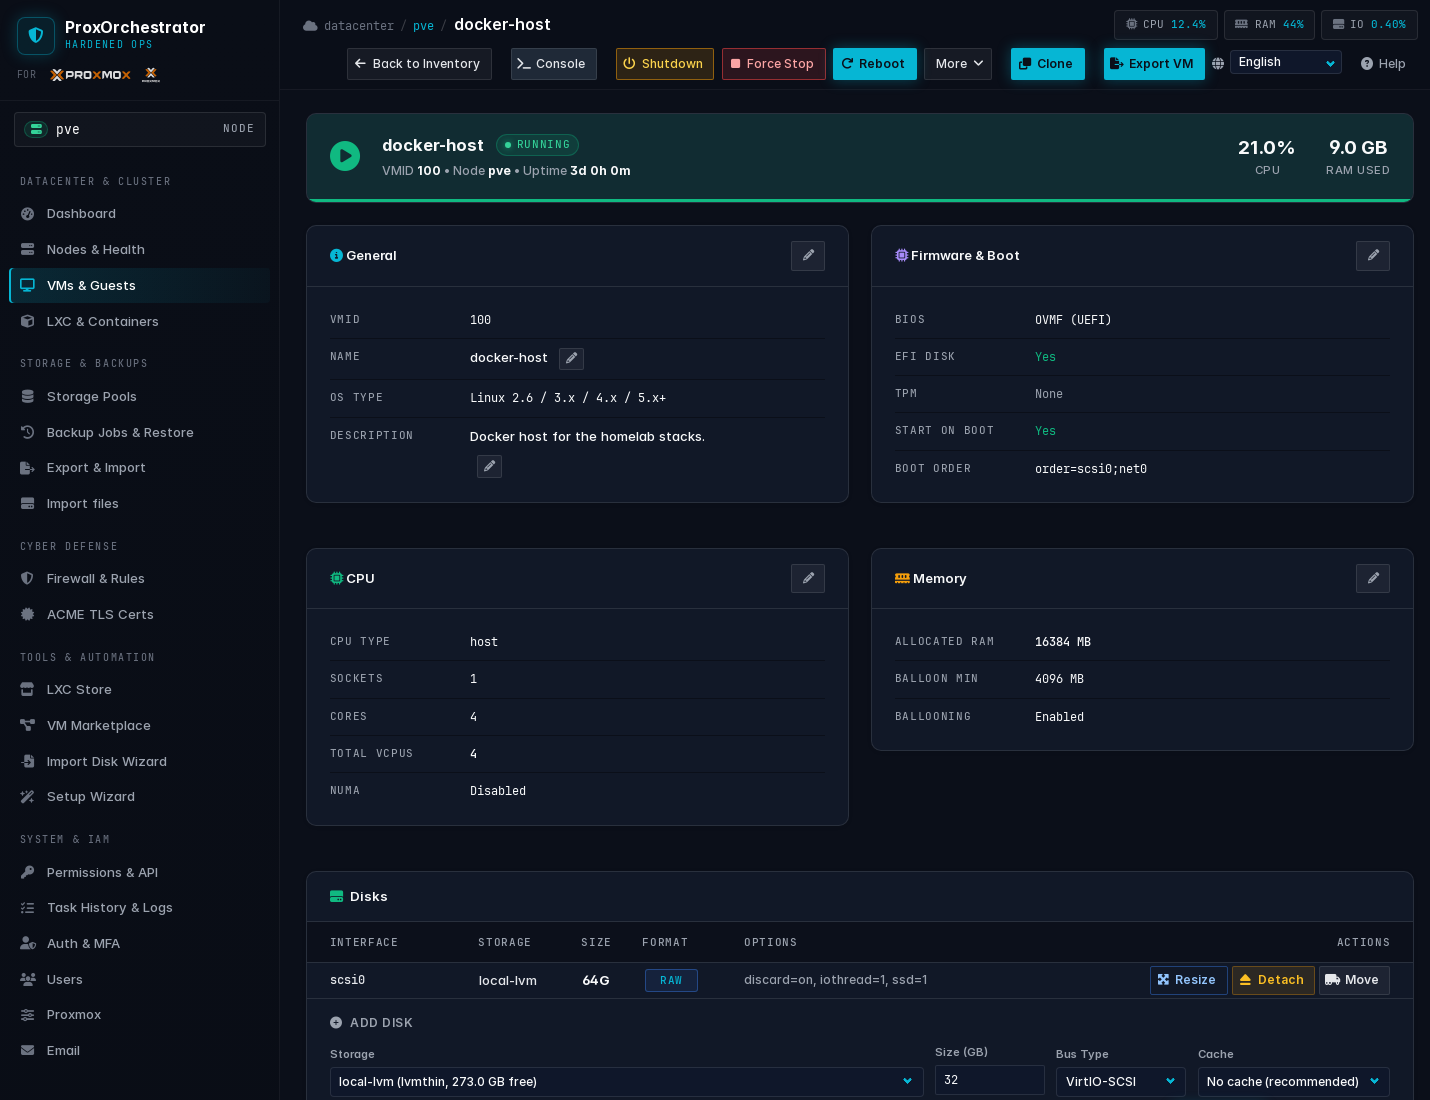 ProxOrchestrator
HARDENED OPS
FOR PROXMOX PROXMOX
pve NODE
DATACENTER & CLUSTER
Dashboard
Nodes & Health
VMs & Guests
LXC & Containers
STORAGE & BACKUPS
Storage Pools
Backup Jobs & Restore
Export & Import
Import files
CYBER DEFENSE
Firewall & Rules
ACME TLS Certs
TOOLS & AUTOMATION
LXC Store
VM Marketplace
Import Disk Wizard
Setup Wizard
SYSTEM & IAM
Permissions & API
Task History & Logs
Auth & MFA
Users
Proxmox
Email
datacenter / pve / docker-host
CPU 12.4% RAM 44% IO 0.40%
Back to Inventory Console Shutdown Force Stop Reboot More Clone Export VM English Help
docker-host RUNNING
VMID 100 • Node pve • Uptime 3d 0h 0m
21.0% 9.0 GB
CPU RAM USED
General
VMID 100
NAME docker-host
OS TYPE Linux 2.6 / 3.x / 4.x / 5.x+
DESCRIPTION Docker host for the homelab stacks.
Firmware & Boot
BIOS OVMF (UEFI)
EFI DISK Yes
TPM None
START ON BOOT Yes
BOOT ORDER order=scsi0;net0
CPU
CPU TYPE host
SOCKETS 1
CORES 4
TOTAL VCPUS 4
NUMA Disabled
Memory
ALLOCATED RAM 16384 MB
BALLOON MIN 4096 MB
BALLOONING Enabled
Disks
INTERFACE STORAGE SIZE FORMAT OPTIONS ACTIONS
scsi0 local-lvm 64G RAW discard=on, iothread=1, ssd=1 Resize Detach Move
ADD DISK
Storage Size (GB) Bus Type Cache
local-lvm (lvmthin, 273.0 GB free) 32 VirtIO-SCSI No cache (recommended)